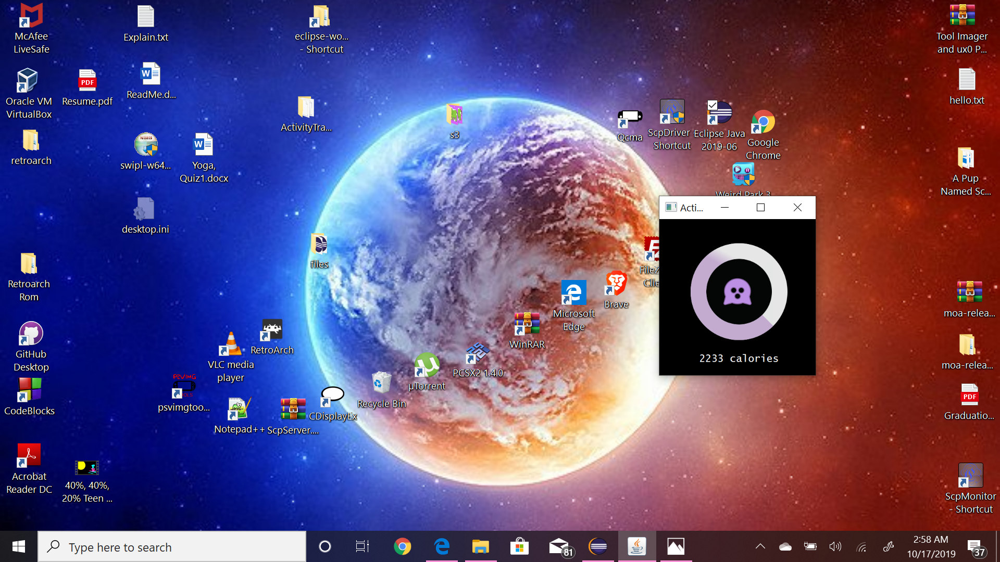 McAfee
LiveSafe
Explain.txt
eclipse-wo...
- Shortcut
Tool Imager
and ux0 P...
Oracle VM
VirtualBox
PDF
Resume.pdf
W
ReadMe.d...
ActivityTra...
s3
Qcma
ScpDriver
Shortcut
Eclipse Java
2019-06
Google
Chrome
hello.txt
retroarch
NSIS
swipl-w64...
W
Yoga,
Quiz1.docx
Weird Park 3
A Pup
Named Sc...
desktop.ini
Acti...
files
FileZ
Clie
2233 calories
Retroarch
Rom
Microsoft
Edge
Brave
moa-relea...
GitHub
Desktop
VLC media
player
RetroArch
WinRAR
PCSX2 1.4.0
µTorrent
moa-relea...
CodeBlocks
PSVIMG
TOOLS
psvimgtoo...
Notepad++
ScpServer....
CDisplayEx
Recycle Bin
PDF
Graduatio...
Acrobat
Reader DC
40%, 40%,
20% Teen ...
ScpMonitor
- Shortcut
Type here to search
81
2:58 AM
10/17/2019
37